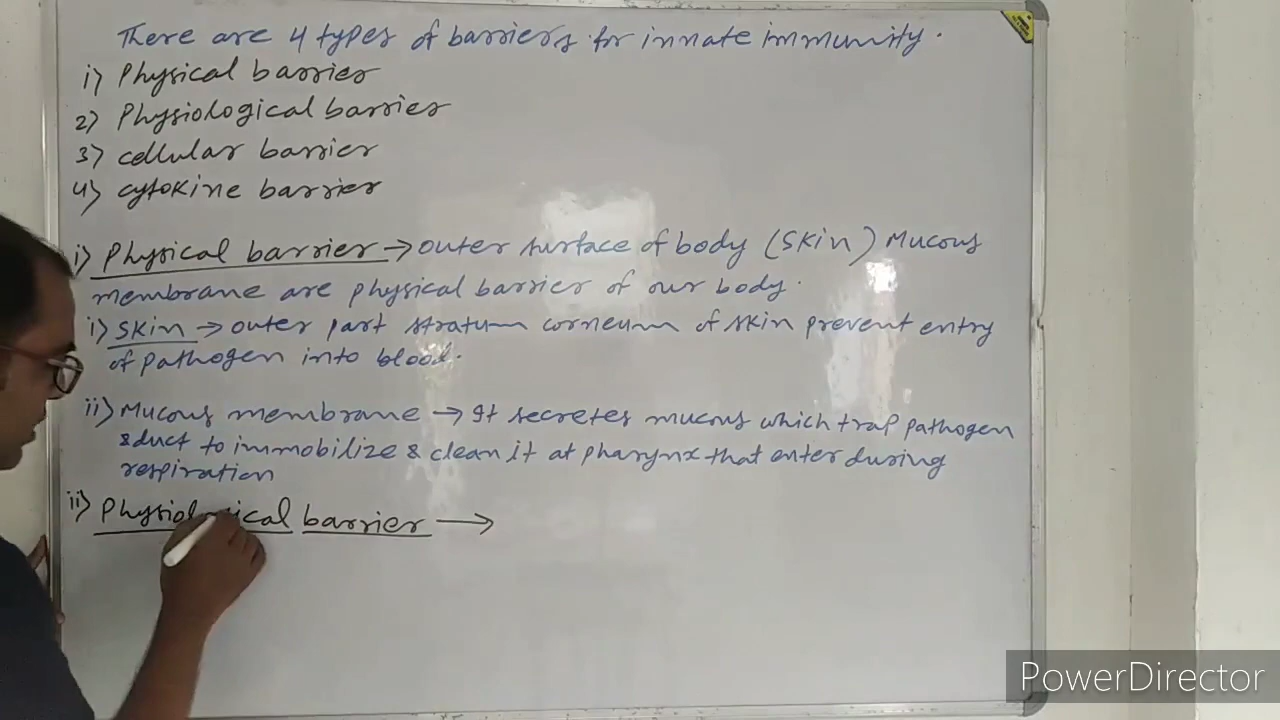 There are 4 types of barriers for innate immunity.
1) Physical barrier
2) Physiological barrier
3) cellular barrier
4) cytokine barrier
i) Physical barrier → outer surface of body (skin) Mucous
membrane are physical barrier of our body.
i) skin → outer part stratum corneum of skin prevent entry
of pathogen into blood.
ii) Mucous membrane → It secretes mucous which trap pathogen
& duct to immobilize & clean it at pharynx that enter during
respiration
ii) Physiological barrier →
PowerDirector